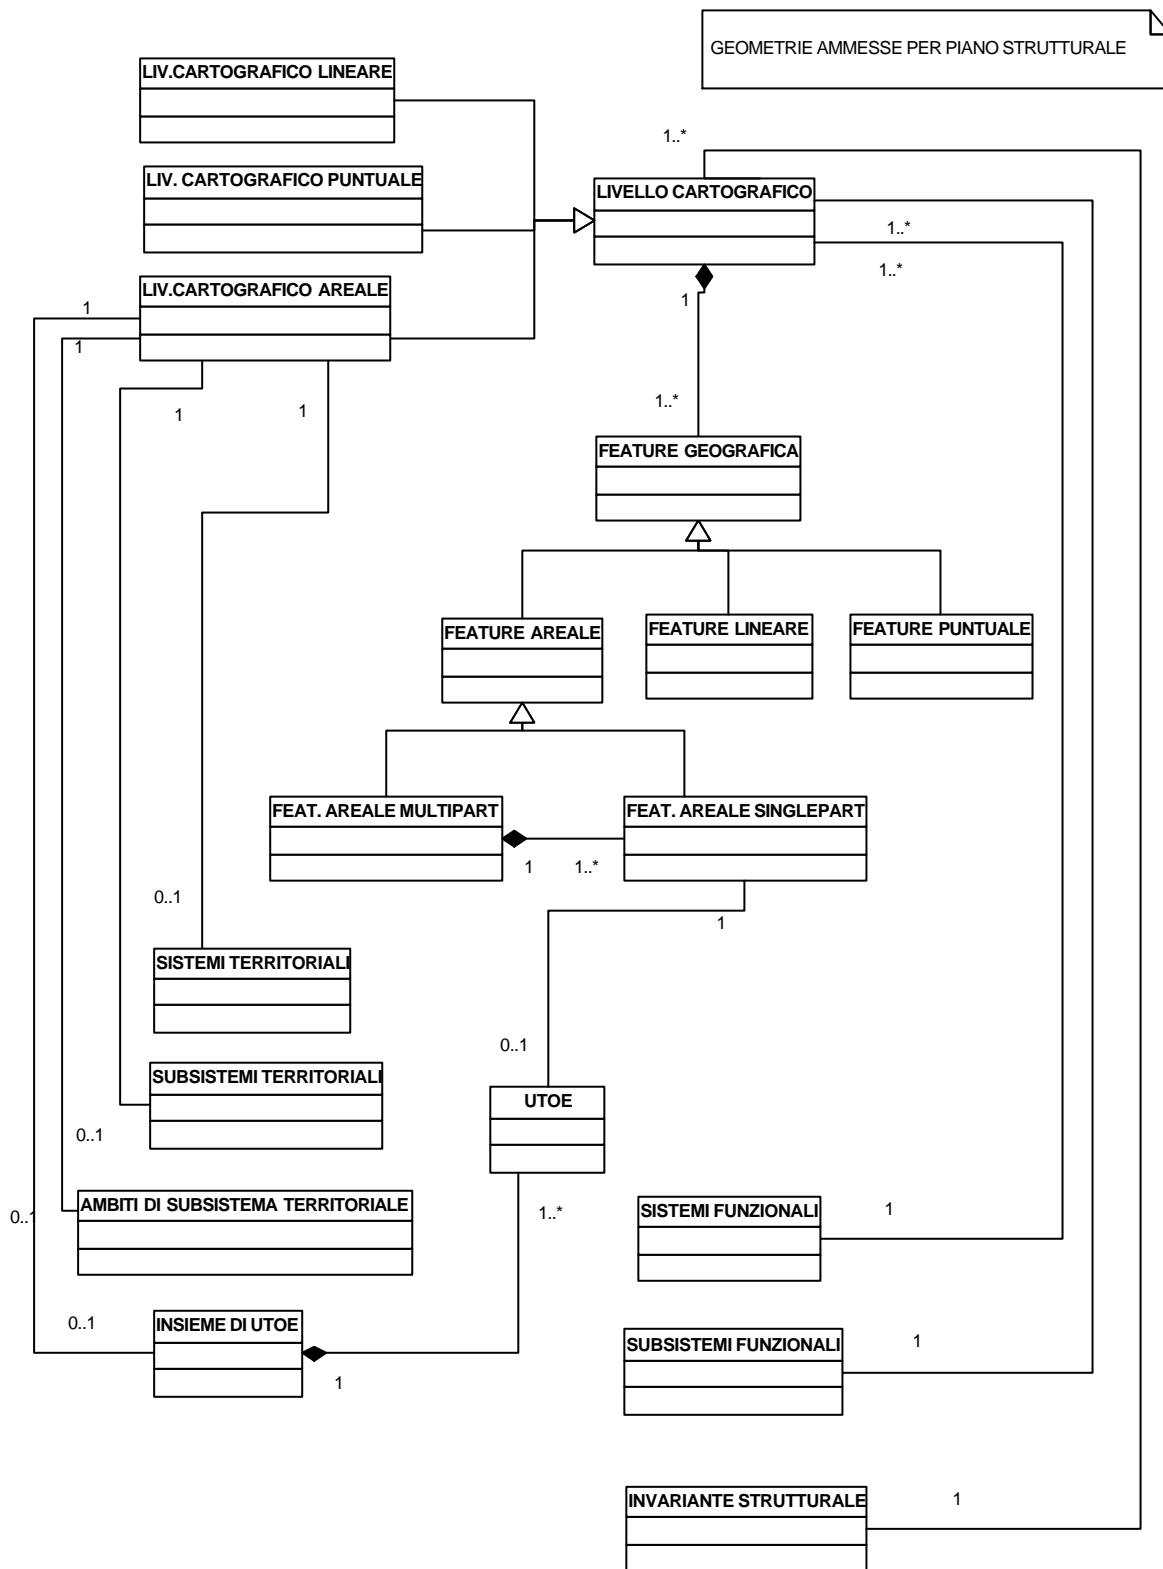 GEOMETRIE AMMESSE PER PIANO STRUTTURALE
LIV.CARTOGRAFICO LINEARE
1..*
LIV. CARTOGRAFICO PUNTUALE
LIVELLO CARTOGRAFICO
1..*
1..*
LIV.CARTOGRAFICO AREALE
1
1
1
1
1
1..*
FEATURE GEOGRAFICA
FEATURE AREALE
FEATURE LINEARE
FEATURE PUNTUALE
FEAT. AREALE MULTIPART
FEAT. AREALE SINGLEPART
1
1..*
0..1
1
SISTEMI TERRITORIALI
0..1
SUBSISTEMI TERRITORIALI
UTOE
0..1
AMBITI DI SUBSISTEMA TERRITORIALE
0..1
1..*
SISTEMI FUNZIONALI
1
INSIEME DI UTOE
0..1
1
SUBSISTEMI FUNZIONALI
1
INVARIANTE STRUTTURALE
1